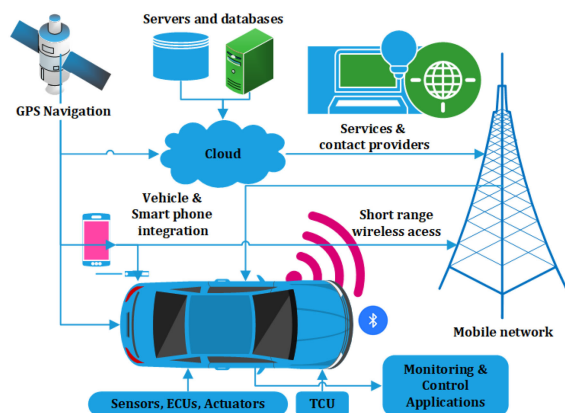 Servers and databases
GPS Navigation
Cloud
Services &
contact providers
Vehicle &
Smart phone
integration
Short range
wireless acess
Mobile network
Monitoring &
Control
Applications
Sensors, ECUs, Actuators
TCU